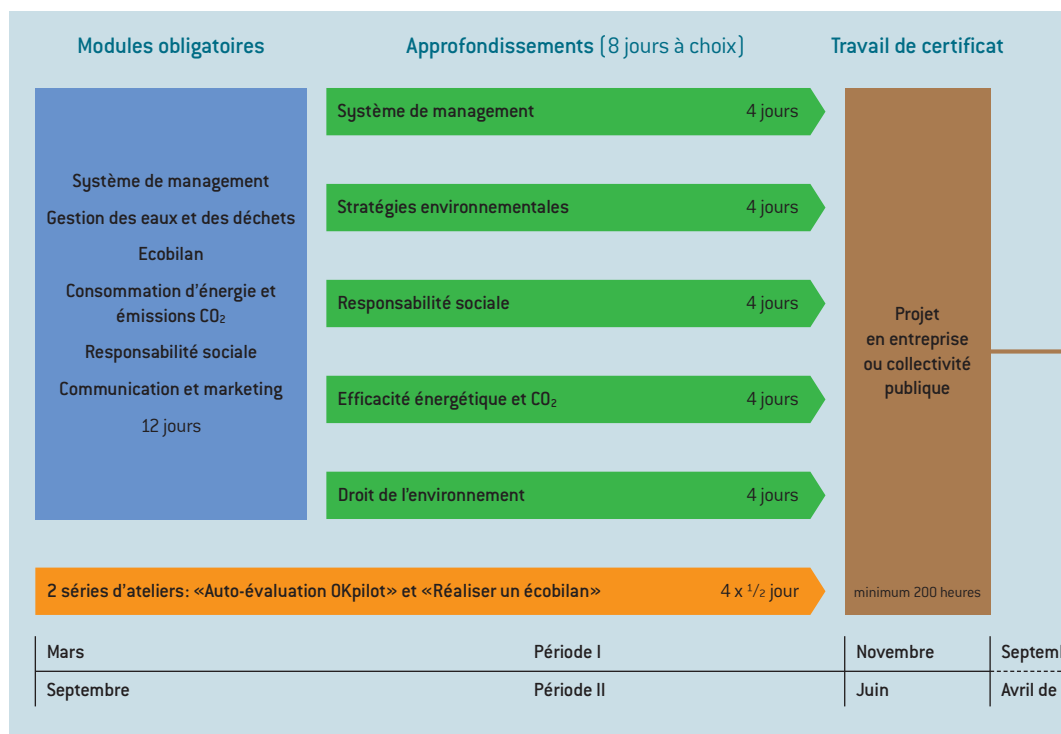 Modules obligatoires
Approfondissements (8 jours à choix)
Travail de certificat
Système de management
Gestion des eaux et des déchets
Ecobilan
Consommation d’énergie et
émissions CO₂
Responsabilité sociale
Communication et marketing
12 jours
Système de management 4 jours
Stratégies environnementales 4 jours
Responsabilité sociale 4 jours
Efficacité énergétique et CO₂ 4 jours
Droit de l’environnement 4 jours
Projet
en entreprise
ou collectivité
publique
minimum 200 heures
2 séries d’ateliers: «Auto-évaluation OKpilot» et «Réaliser un écobilan» 4 x ½ jour
Mars Période I Novembre
Septembre Période II Juin Avril de